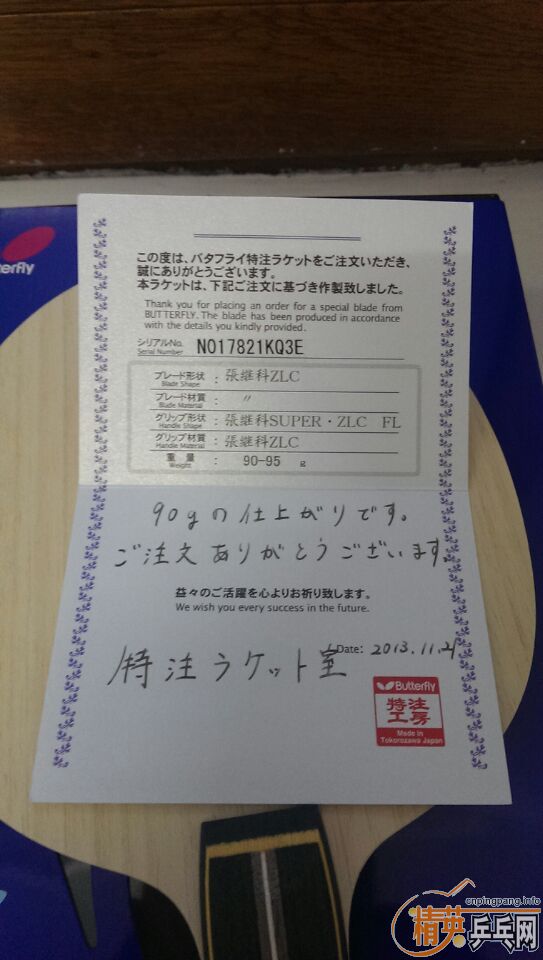 erfly
この度は、バタフライ特注ラケットをご注文いただき、
誠にありがとうございます。
本ラケットは、下記ご注文に基づき作製致しました。
Thank you for placing an order for a special blade from
BUTTERFLY. The blade has been produced in accordance
with the details you kindly provided.
シリアルNo. N017821KQ3E
Serial Number
ブレード形状 : 張継科ZLC
Blade Shape
ブレード材質 : 〃
Blade Material
グリップ形状 : 張継科SUPER・ZLC FL
Handle Shape
グリップ材質 : 張継科ZLC
Handle Material
重量 : 90-95 g
Weight
90gの仕上がりです。
ご注文ありがとうございます。
益々のご活躍を心よりお祈り致します。
We wish you every success in the future.
Date: 2013.11.21
特注ラケット室
Butterfly
特注
工房
Made in
Tokorozawa Japan
cnpingpang.info
精英乒乓网